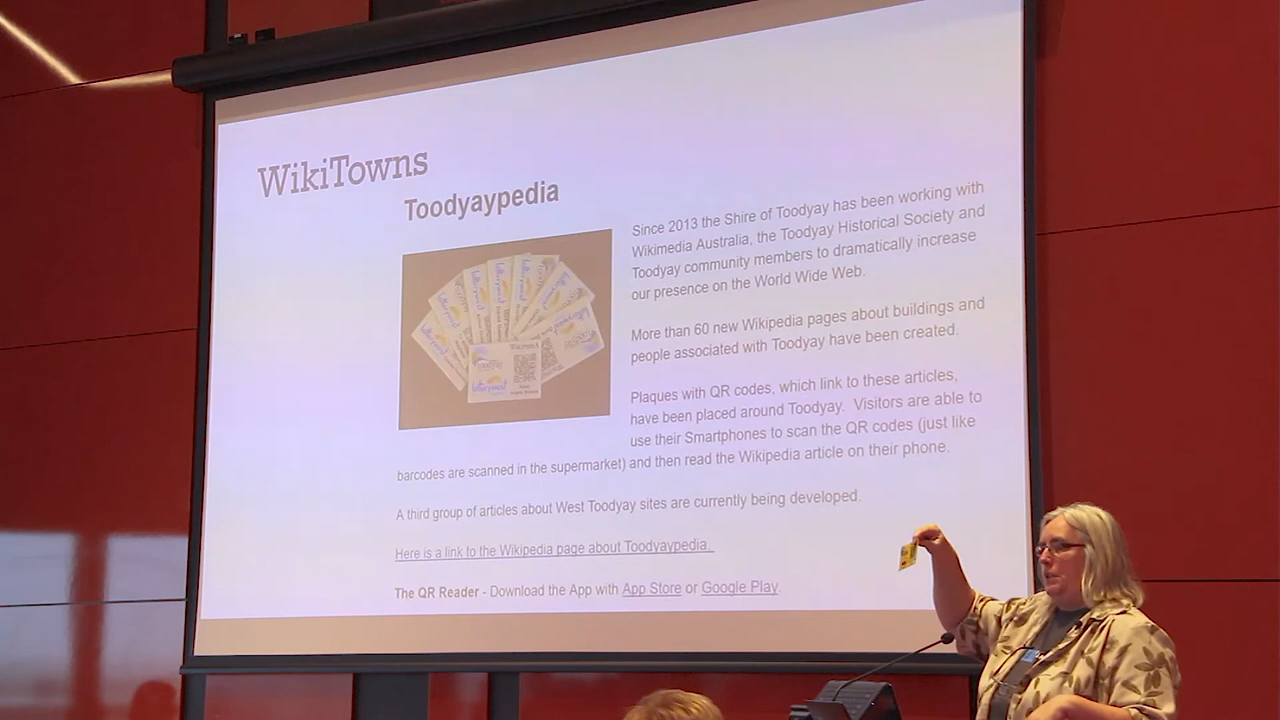 WikiTowns
Toodyaypedia
Since 2013 the Shire of Toodyay has been working with
Wikimedia Australia, the Toodyay Historical Society and
Toodyay community members to dramatically increase
our presence on the World Wide Web.
More than 60 new Wikipedia pages about buildings and
people associated with Toodyay have been created.
Plaques with QR codes, which link to these articles,
have been placed around Toodyay. Visitors are able to
use their Smartphones to scan the QR codes (just like
barcodes are scanned in the supermarket) and then read the Wikipedia article on their phone.
A third group of articles about West Toodyay sites are currently being developed.
Here is a link to the Wikipedia page about Toodyaypedia.
The QR Reader - Download the App with App Store or Google Play.
toodyay
lotterywest